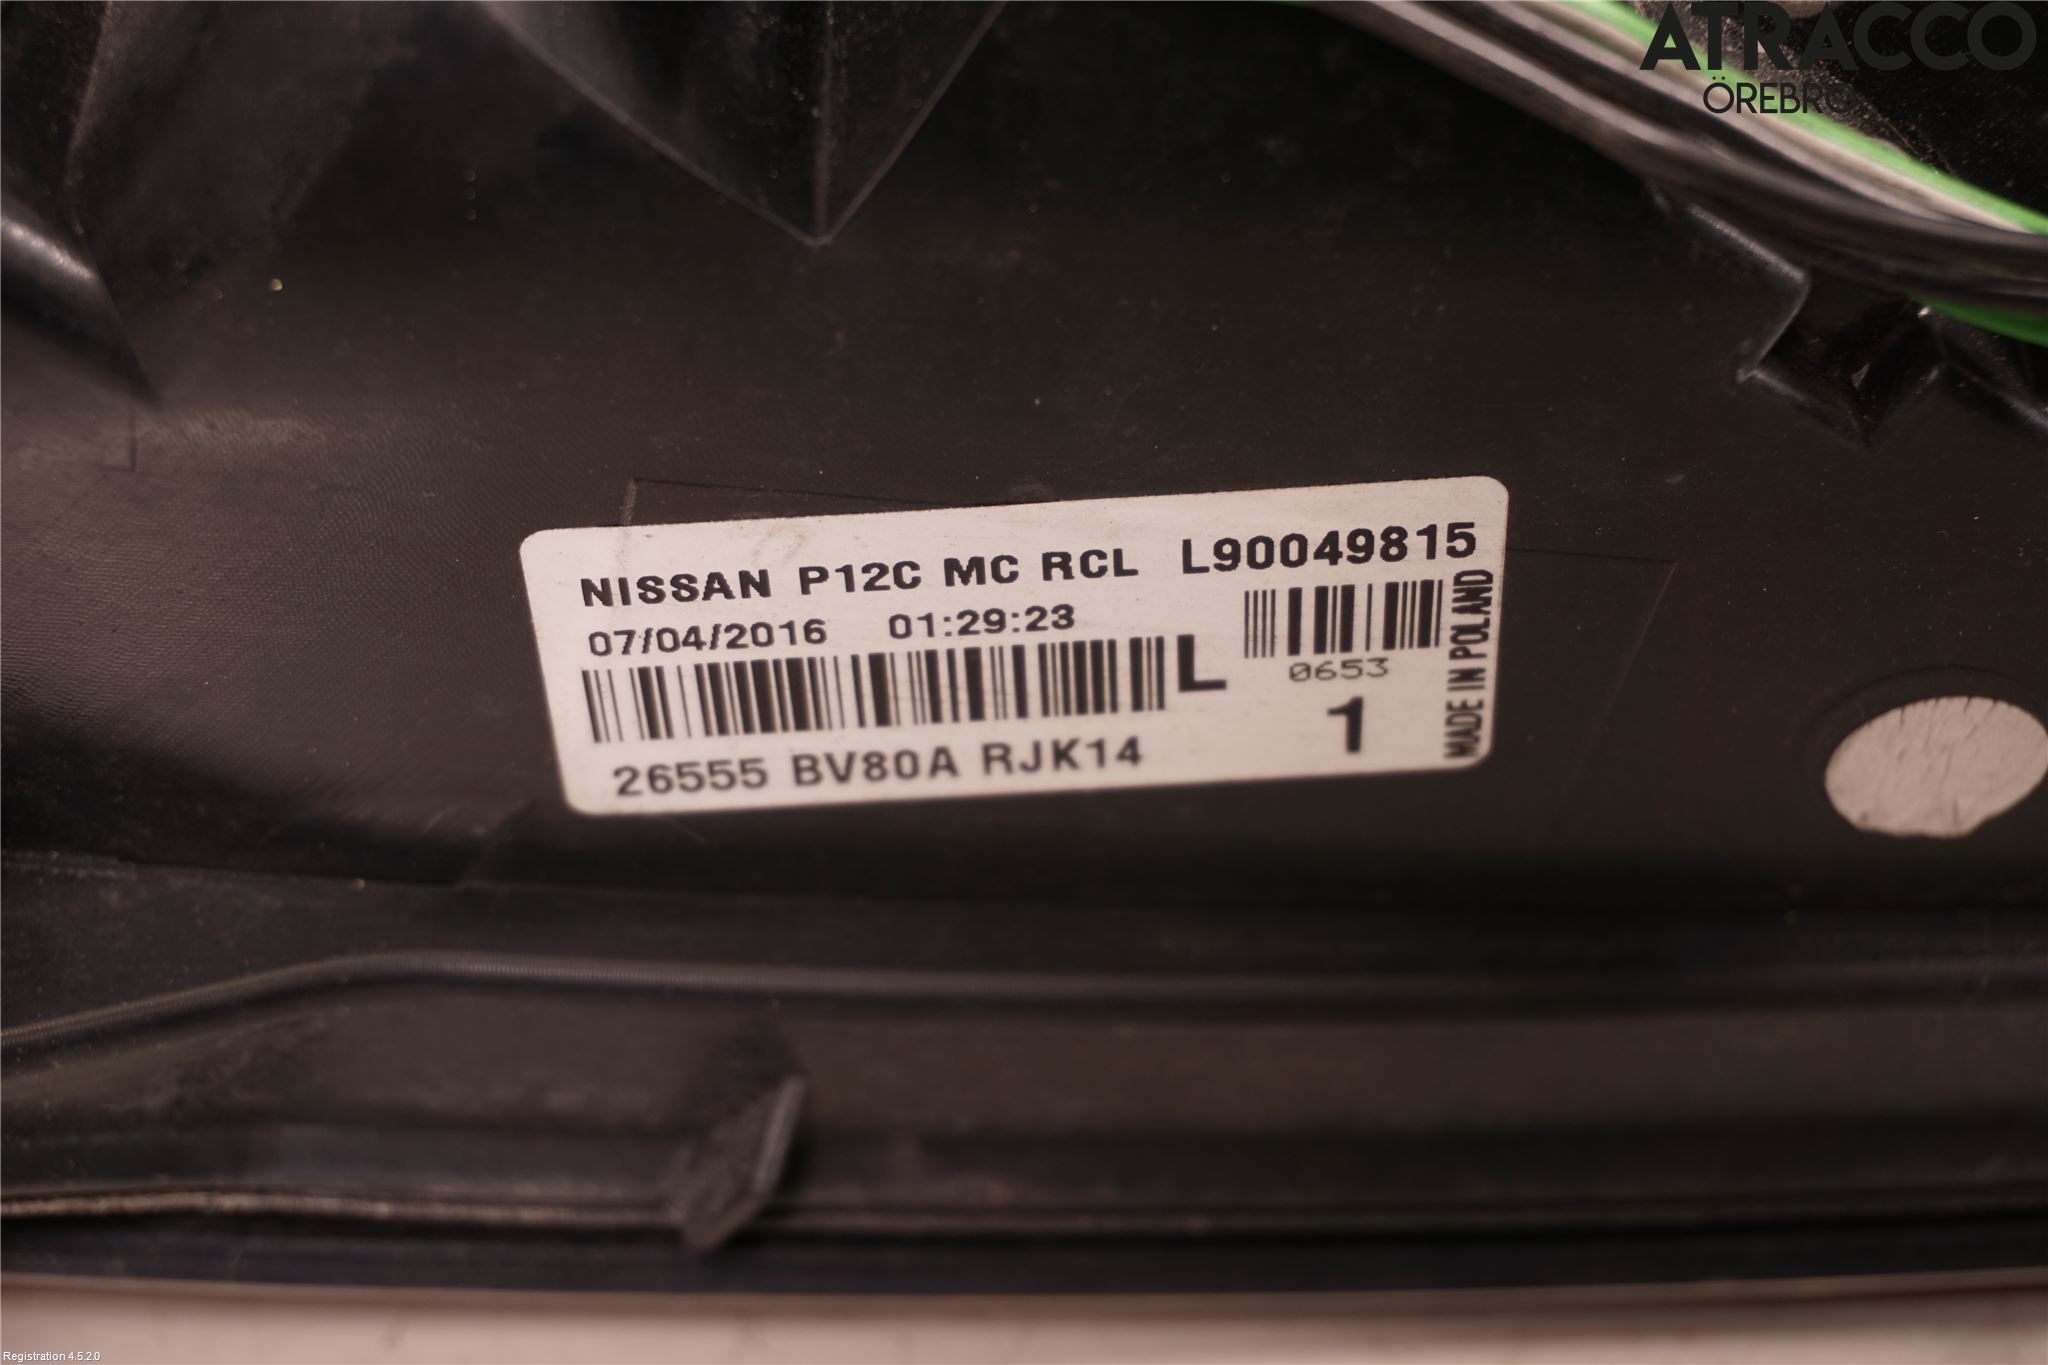 ATRACCO
ÖREBRO
NISSAN P12C MC RCL L90049815
07/04/2016 01:29:23
L
0653
1
MADE IN POLAND
26555 BV80A RJK14
Registration 4.5.2.0